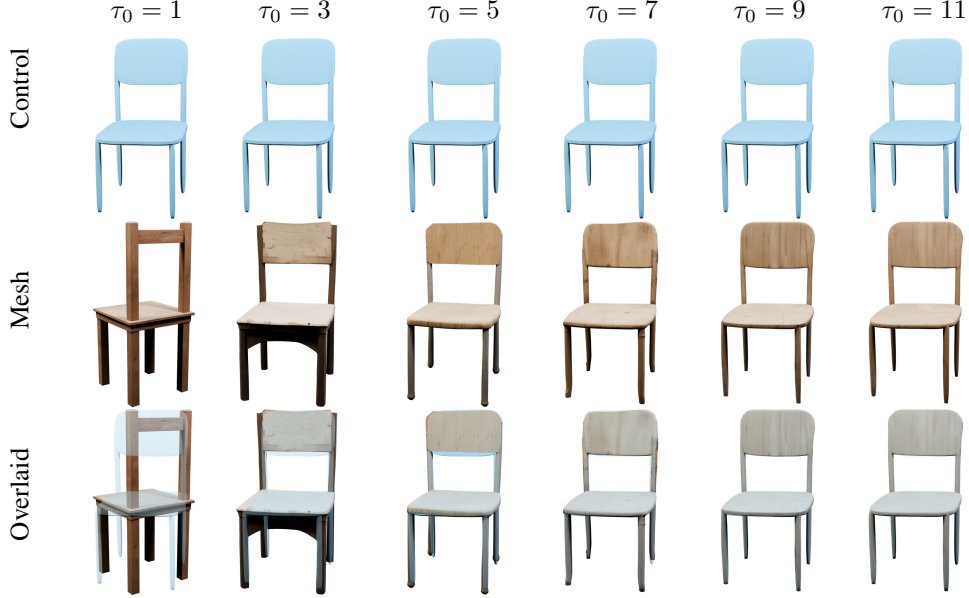 τ₀ = 1 τ₀ = 3 τ₀ = 5 τ₀ = 7 τ₀ = 9 τ₀ = 11
Control
Mesh
Overlaid